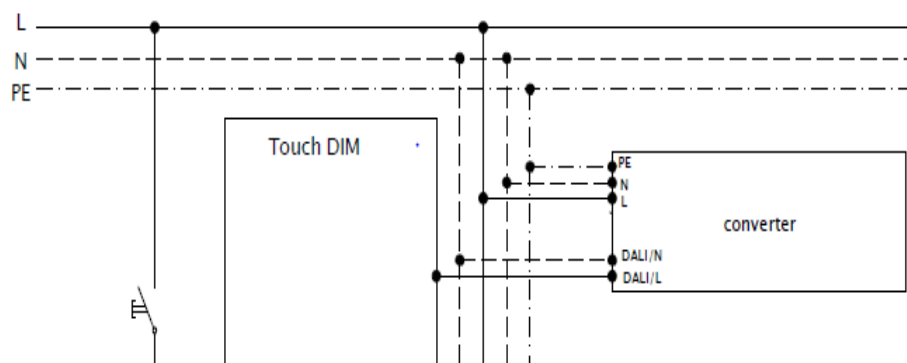 L
N
PE
Touch DIM
PE
N
L
converter
DALI/N
DALI/L